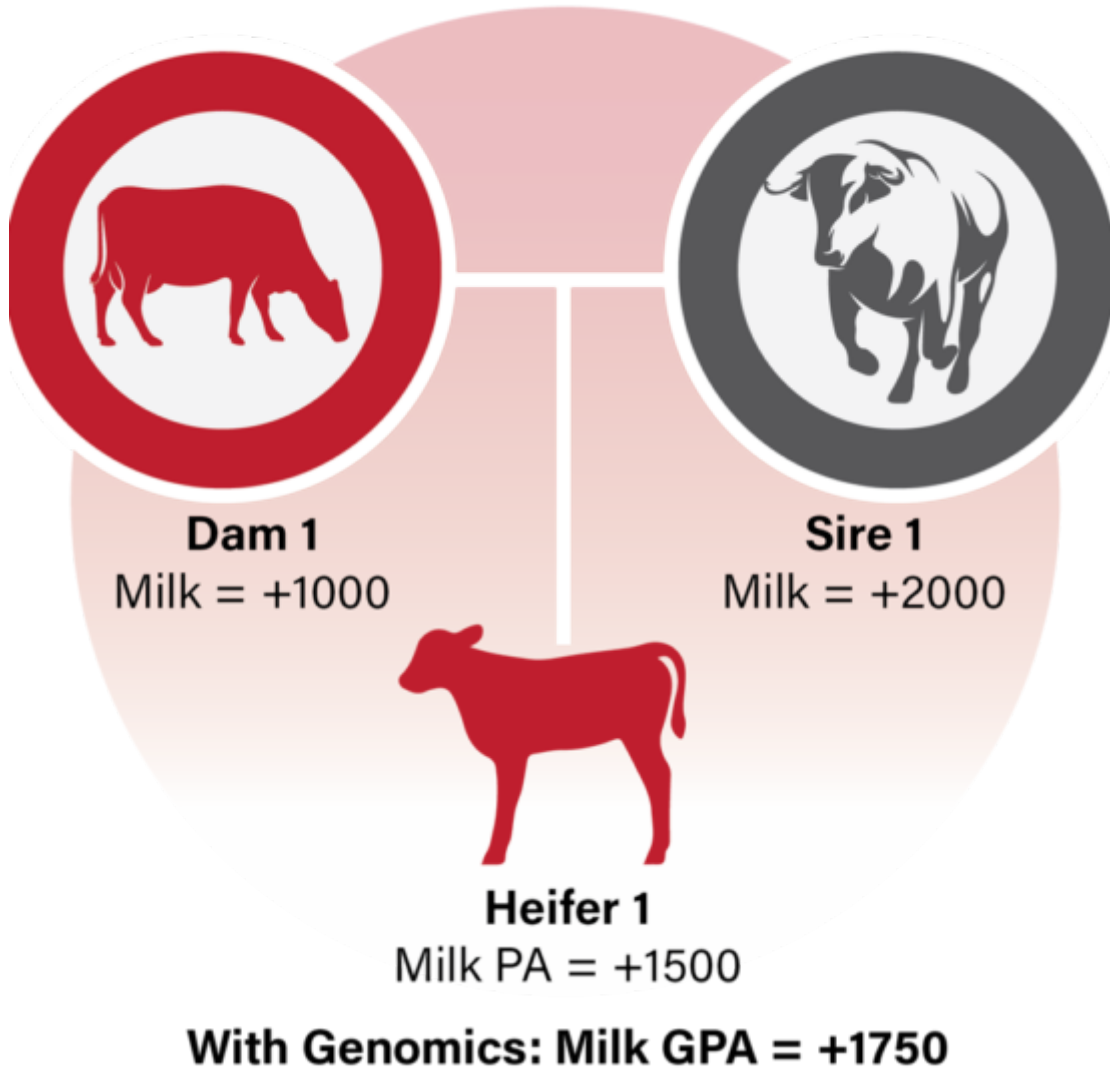 Dam 1
Milk = +1000
Sire 1
Milk = +2000
Heifer 1
Milk PA = +1500
With Genomics: Milk GPA = +1750